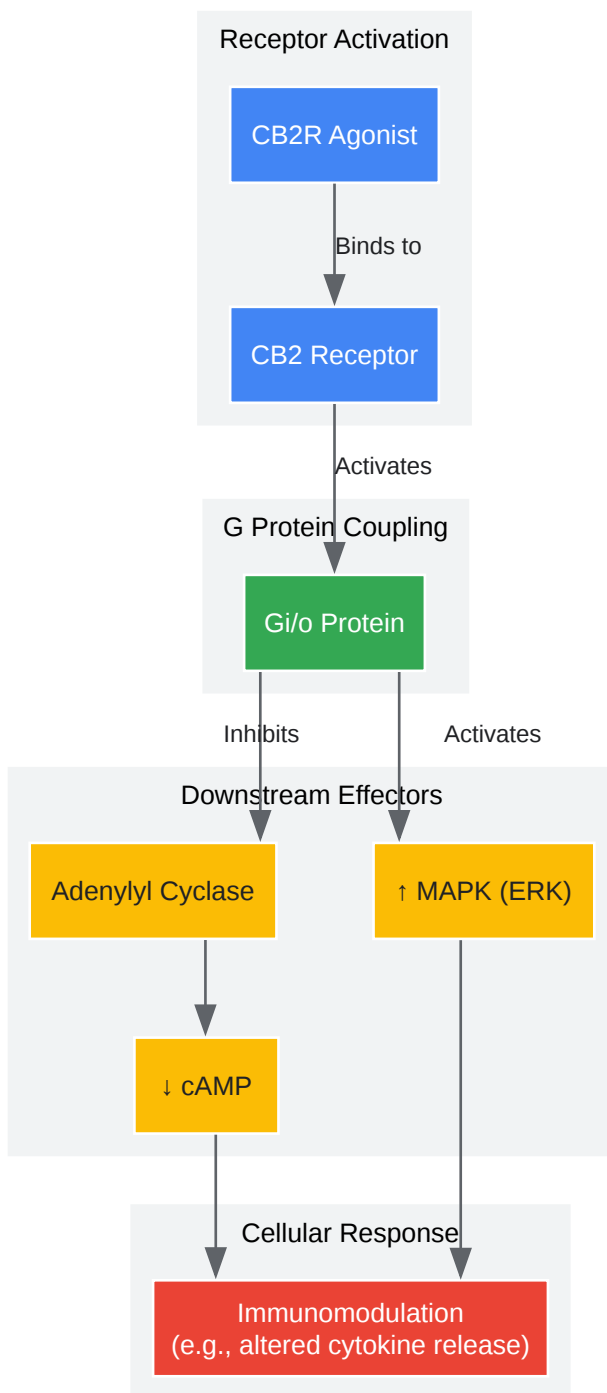 Receptor Activation
CB2R Agonist
Binds to
CB2 Receptor
Activates
G Protein Coupling
Gi/o Protein
Inhibits
Activates
Downstream Effectors
Adenylyl Cyclase
↑ MAPK (ERK)
↓ cAMP
Cellular Response
Immunomodulation
(e.g., altered cytokine release)